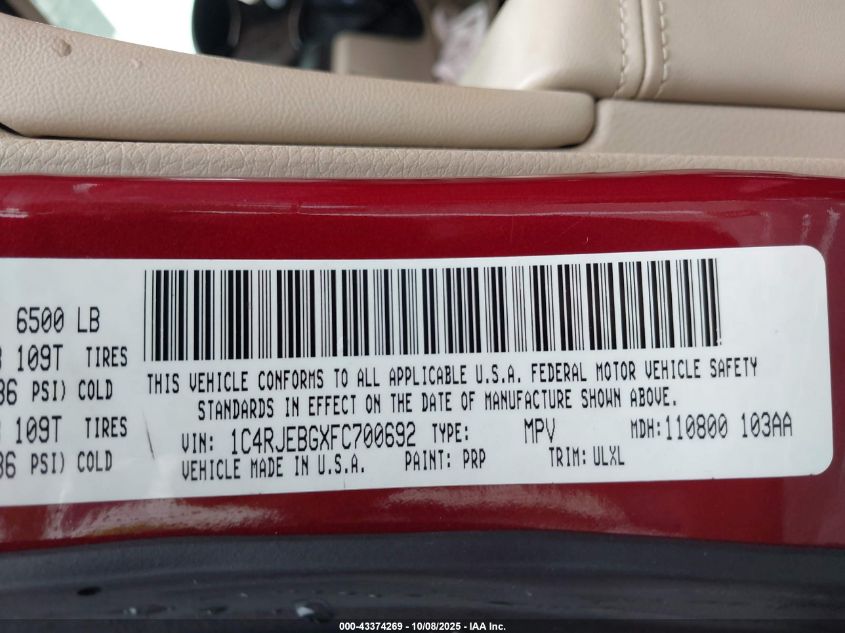 6500 LB
109T TIRES
36 PSI) COLD
109T TIRES
36 PSI) COLD
THIS VEHICLE CONFORMS TO ALL APPLICABLE U.S.A. FEDERAL MOTOR VEHICLE SAFETY
STANDARDS IN EFFECT ON THE DATE OF MANUFACTURE SHOWN ABOVE.
VIN: 1C4RJEBGXFC700692 TYPE: MPV MDH: 110800 103AA
VEHICLE MADE IN U.S.A. PAINT: PRP TRIM: ULXL
000-43374269 - 10/08/2025 - IAA Inc.